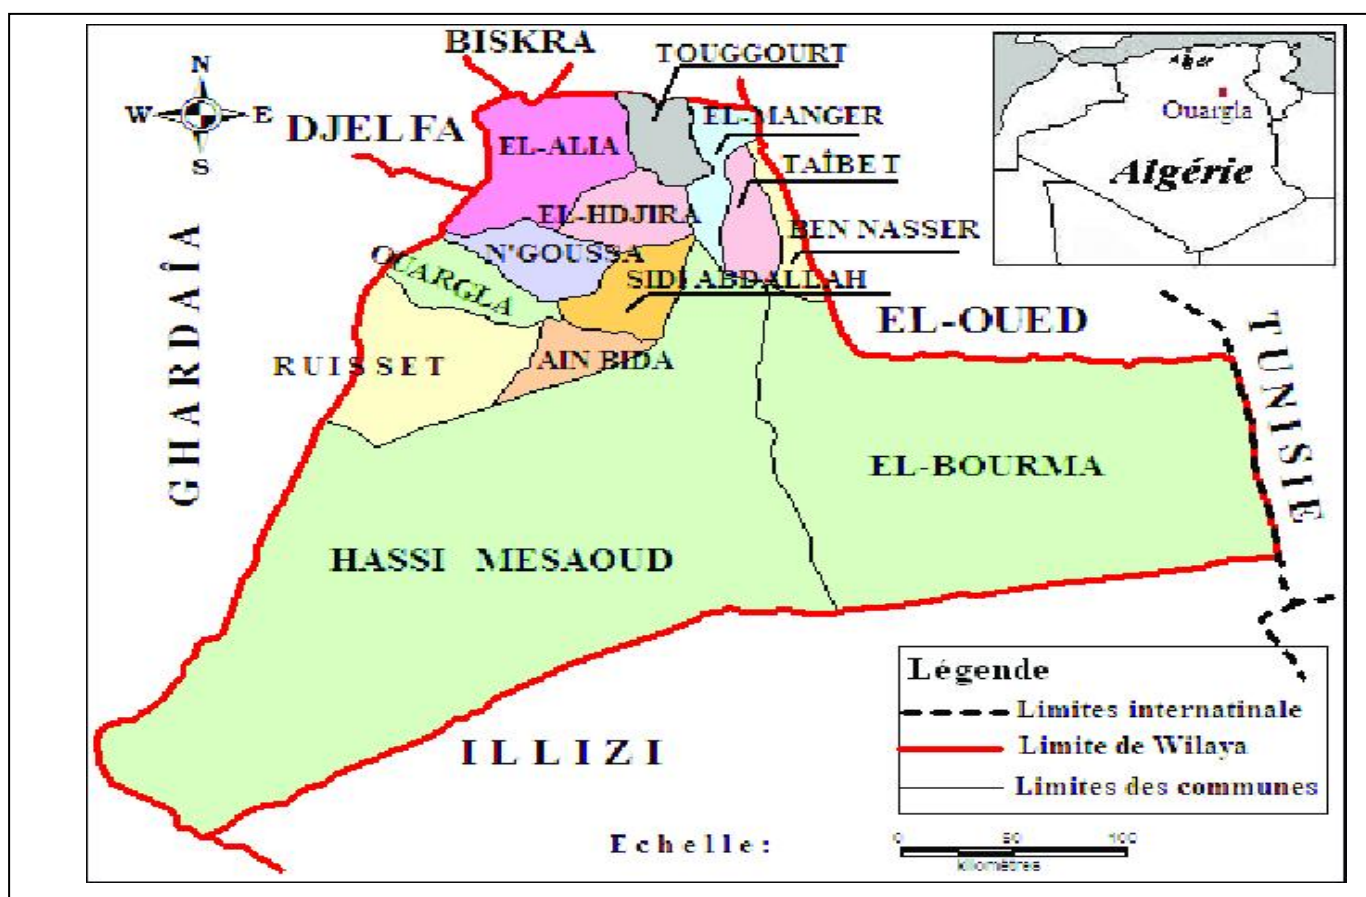 BISKRA
TOUGGOURT
N
W
E
S
DJELFA
EL-MANGER
EL-ALIA
TAÎBET
EL-HDJIRA
BEN NASSER
N'GOUSSA
OUARGLA
SIDI ABDALLAH
EL-OUED
RUISSET
AIN BIDA
GHARDAÎA
TUNISIE
EL-BOURMA
HASSI MESAOUD
ILLIZI
Alger
Ouargla
Algérie
Légende
Limites internatinale
Limite de Wilaya
Limites des communes
Echelle:
0 50 100
kilomètres